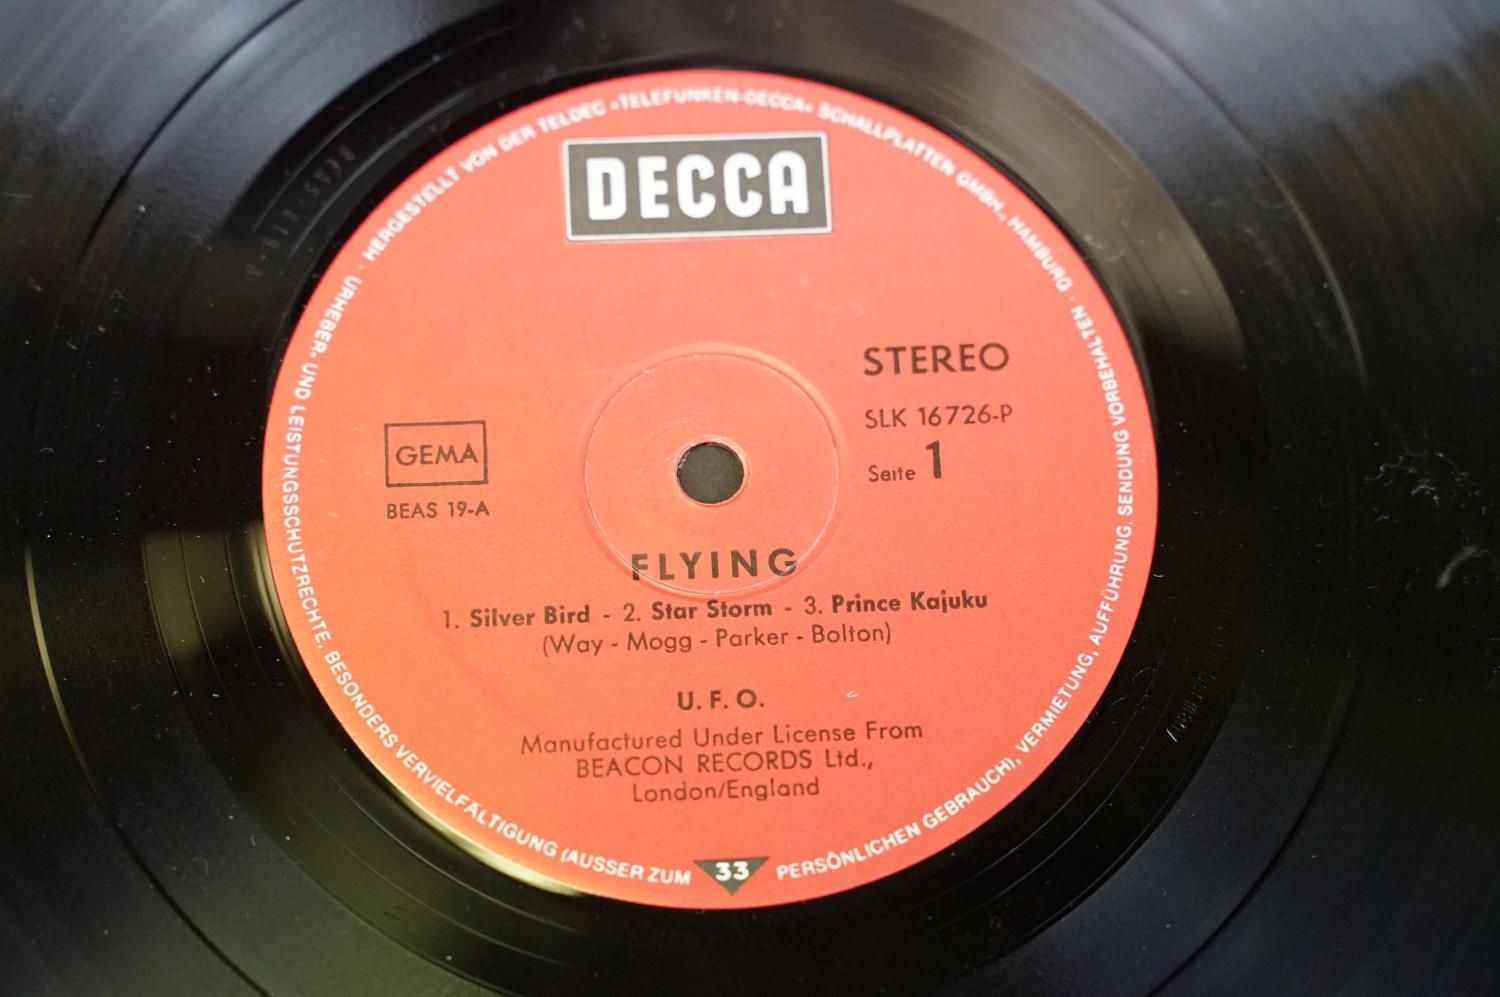 HERGESTELLT VON DER TELDEC »TELEFUNKEN-DECCA« SCHALLPLATTEN GMBH., HAMBURG · URHEBER- UND LEISTUNGSSCHUTZRECHTE, BESONDERS VERVIELFÄLTIGUNG (AUSSER ZUM PERSÖNLICHEN GEBRAUCH), VERMIETUNG, AUFFÜHRUNG, SENDUNG VORBEHALTEN ·
DECCA
STEREO
SLK 16726-P
Seite 1
GEMA
BEAS 19-A
FLYING
1. Silver Bird - 2. Star Storm - 3. Prince Kajuku
(Way - Mogg - Parker - Bolton)
U. F. O.
Manufactured Under License From
BEACON RECORDS Ltd.,
London/England
33